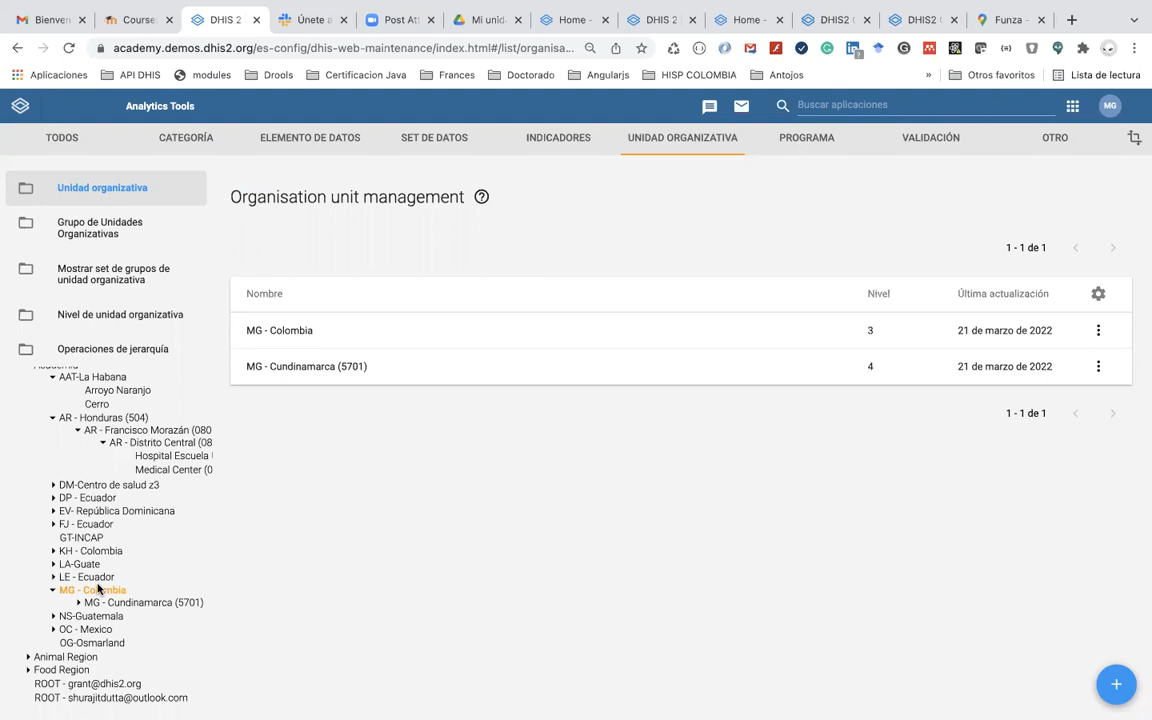 Bienven
Course:
DHIS 2
Únete a
Post At
Mi unid
Home -
DHIS 2
Home -
DHIS2
DHIS2
Funza -
academy.demos.dhis2.org/es-config/dhis-web-maintenance/index.html#/list/organisa...
Aplicaciones
API DHIS
modules
Drools
Certificacion Java
Frances
Doctorado
Angularjs
HISP COLOMBIA
Antojos
»
Otros favoritos
Lista de lectura
Analytics Tools
Buscar aplicaciones
MG
TODOS
CATEGORÍA
ELEMENTO DE DATOS
SET DE DATOS
INDICADORES
UNIDAD ORGANIZATIVA
PROGRAMA
VALIDACIÓN
OTRO
Unidad organizativa
Grupo de Unidades
Organizativas
Mostrar set de grupos de
unidad organizativa
Nivel de unidad organizativa
Operaciones de jerarquía
AAT-La Habana
Arroyo Naranjo
Cerro
AR - Honduras (504)
AR - Francisco Morazán (080
AR - Distrito Central (08
Hospital Escuela
Medical Center (0
DM-Centro de salud z3
DP - Ecuador
EV- República Dominicana
FJ - Ecuador
GT-INCAP
KH - Colombia
LA-Guate
LE - Ecuador
MG - Colombia
MG - Cundinamarca (5701)
NS-Guatemala
OC - Mexico
OG-Osmarland
Animal Region
Food Region
ROOT - grant@dhis2.org
ROOT - shurajitdutta@outlook.com
Organisation unit management
1 - 1 de 1
Nombre Nivel Última actualización
MG - Colombia 3 21 de marzo de 2022
MG - Cundinamarca (5701) 4 21 de marzo de 2022
1 - 1 de 1